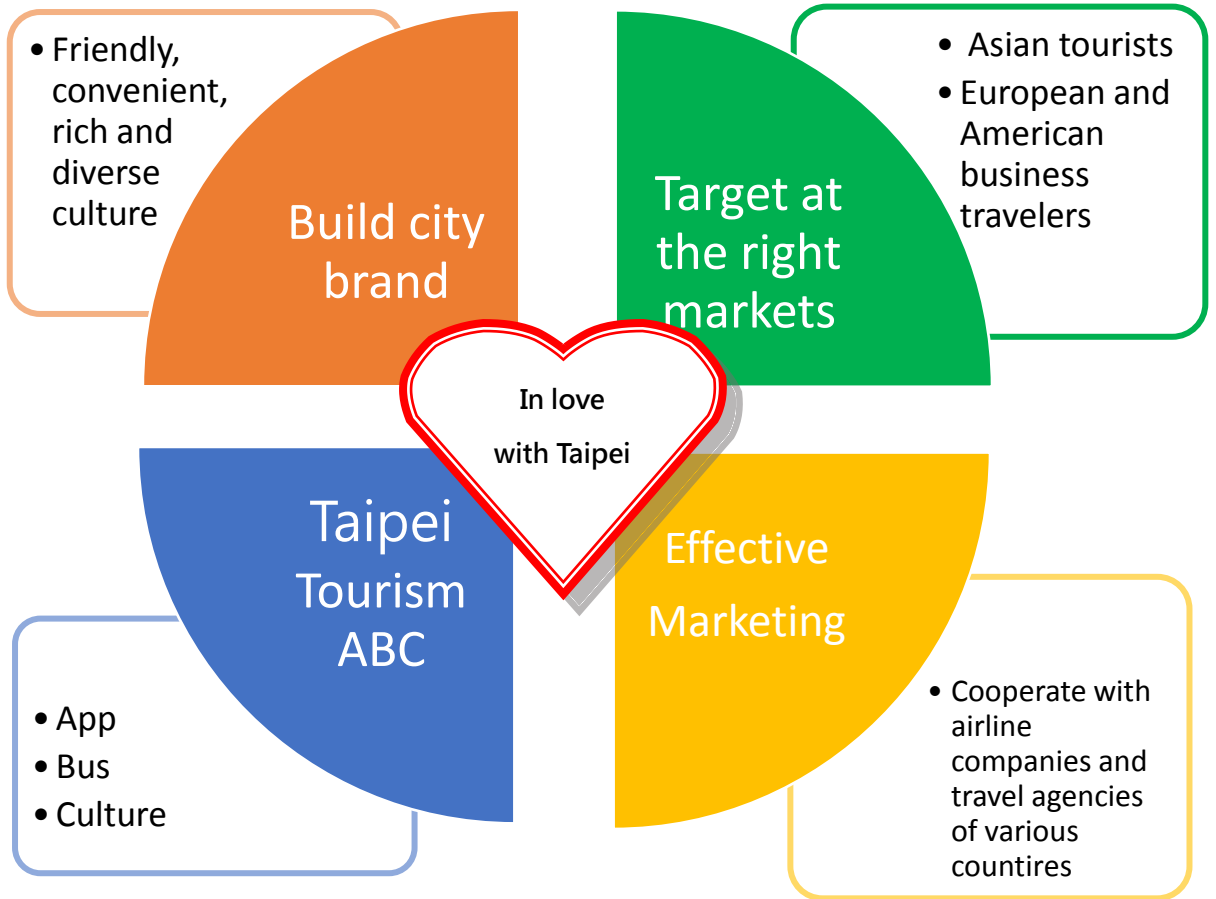 • Friendly,
convenient,
rich and
diverse
culture
Build city
brand
Target at
the right
markets
• Asian tourists
• European and
American
business
travelers
In love
with Taipei
Taipei
Tourism
ABC
• App
• Bus
• Culture
Effective
Marketing
• Cooperate with
airline
companies and
travel agencies
of various
countires